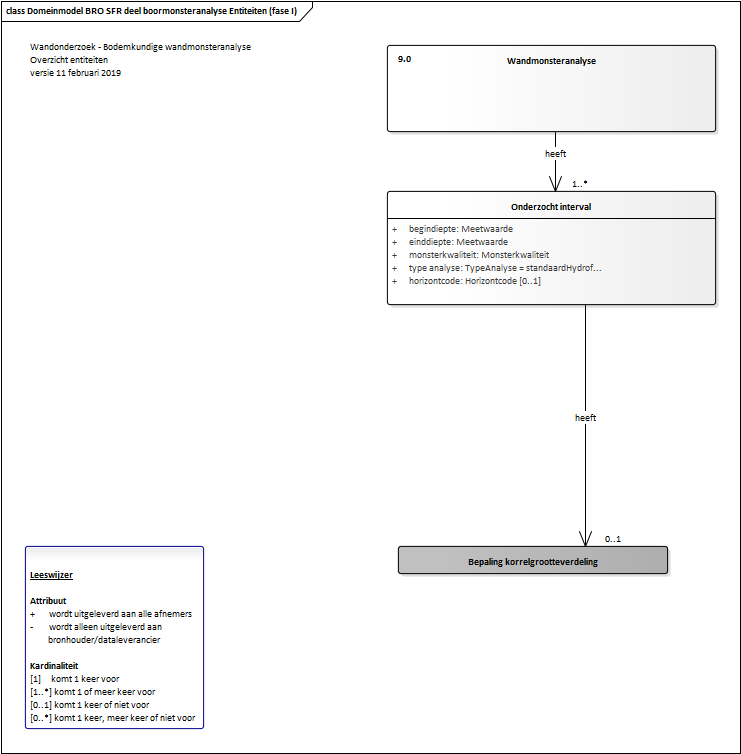 class Domeinmodel BRO SFR deel boormonsteranalyse Entiteiten (fase I)
Wandonderzoek - Bodemkundige wandmonsteranalyse
Overzicht entiteiten
versie 11 februari 2019
9.0 Wandmonsteranalyse
heeft
1..*
Onderzocht interval
+ begindiepte: Meetwaarde
+ einddiepte: Meetwaarde
+ monsterkwaliteit: Monsterkwaliteit
+ type analyse: TypeAnalyse = standaardHydrof...
+ horizontcode: Horizontcode [0..1]
heeft
0..1
Bepaling korrelgrootteverdeling
Leeswijzer
Attribuut
+ wordt uitgeleverd aan alle afnemers
- wordt alleen uitgeleverd aan
bronhouder/dataleverancier
Kardinaliteit
[1] komt 1 keer voor
[1..*] komt 1 of meer keer voor
[0..1] komt 1 keer of niet voor
[0..*] komt 1 keer, meer keer of niet voor